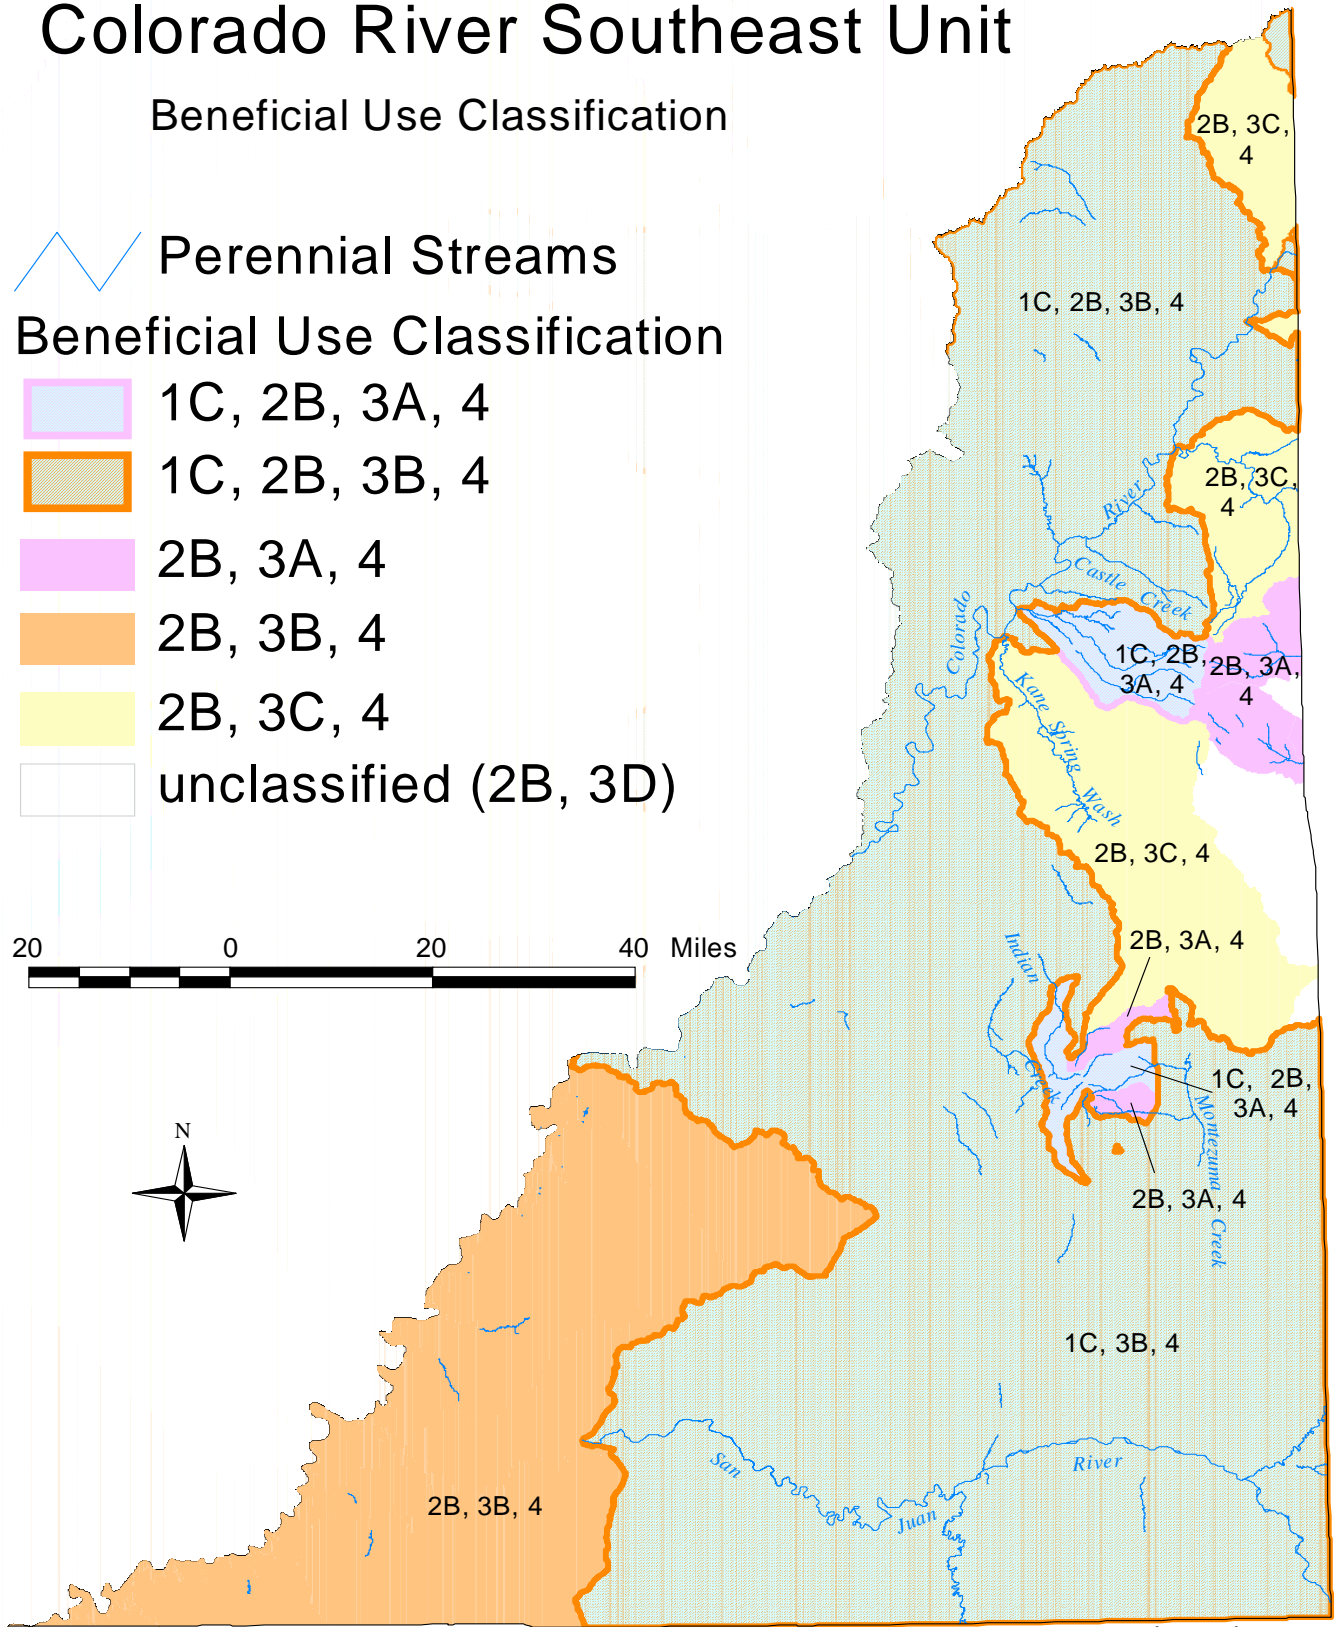 Colorado River Southeast Unit
Beneficial Use Classification
Perennial Streams
Beneficial Use Classification
1C, 2B, 3A, 4
1C, 2B, 3B, 4
2B, 3A, 4
2B, 3B, 4
2B, 3C, 4
unclassified (2B, 3D)
20 0 20 40 Miles
N
2B, 3C,
4
1C, 2B, 3B, 4
2B, 3C,
4
River
Castle Creek
Colorado
1C, 2B,
3A, 4
2B, 3A,
4
Kane Spring Wash
2B, 3C, 4
2B, 3A, 4
Indian
Creek
1C, 2B,
3A, 4
Montezuma Creek
2B, 3A, 4
1C, 3B, 4
San
Juan
River
2B, 3B, 4